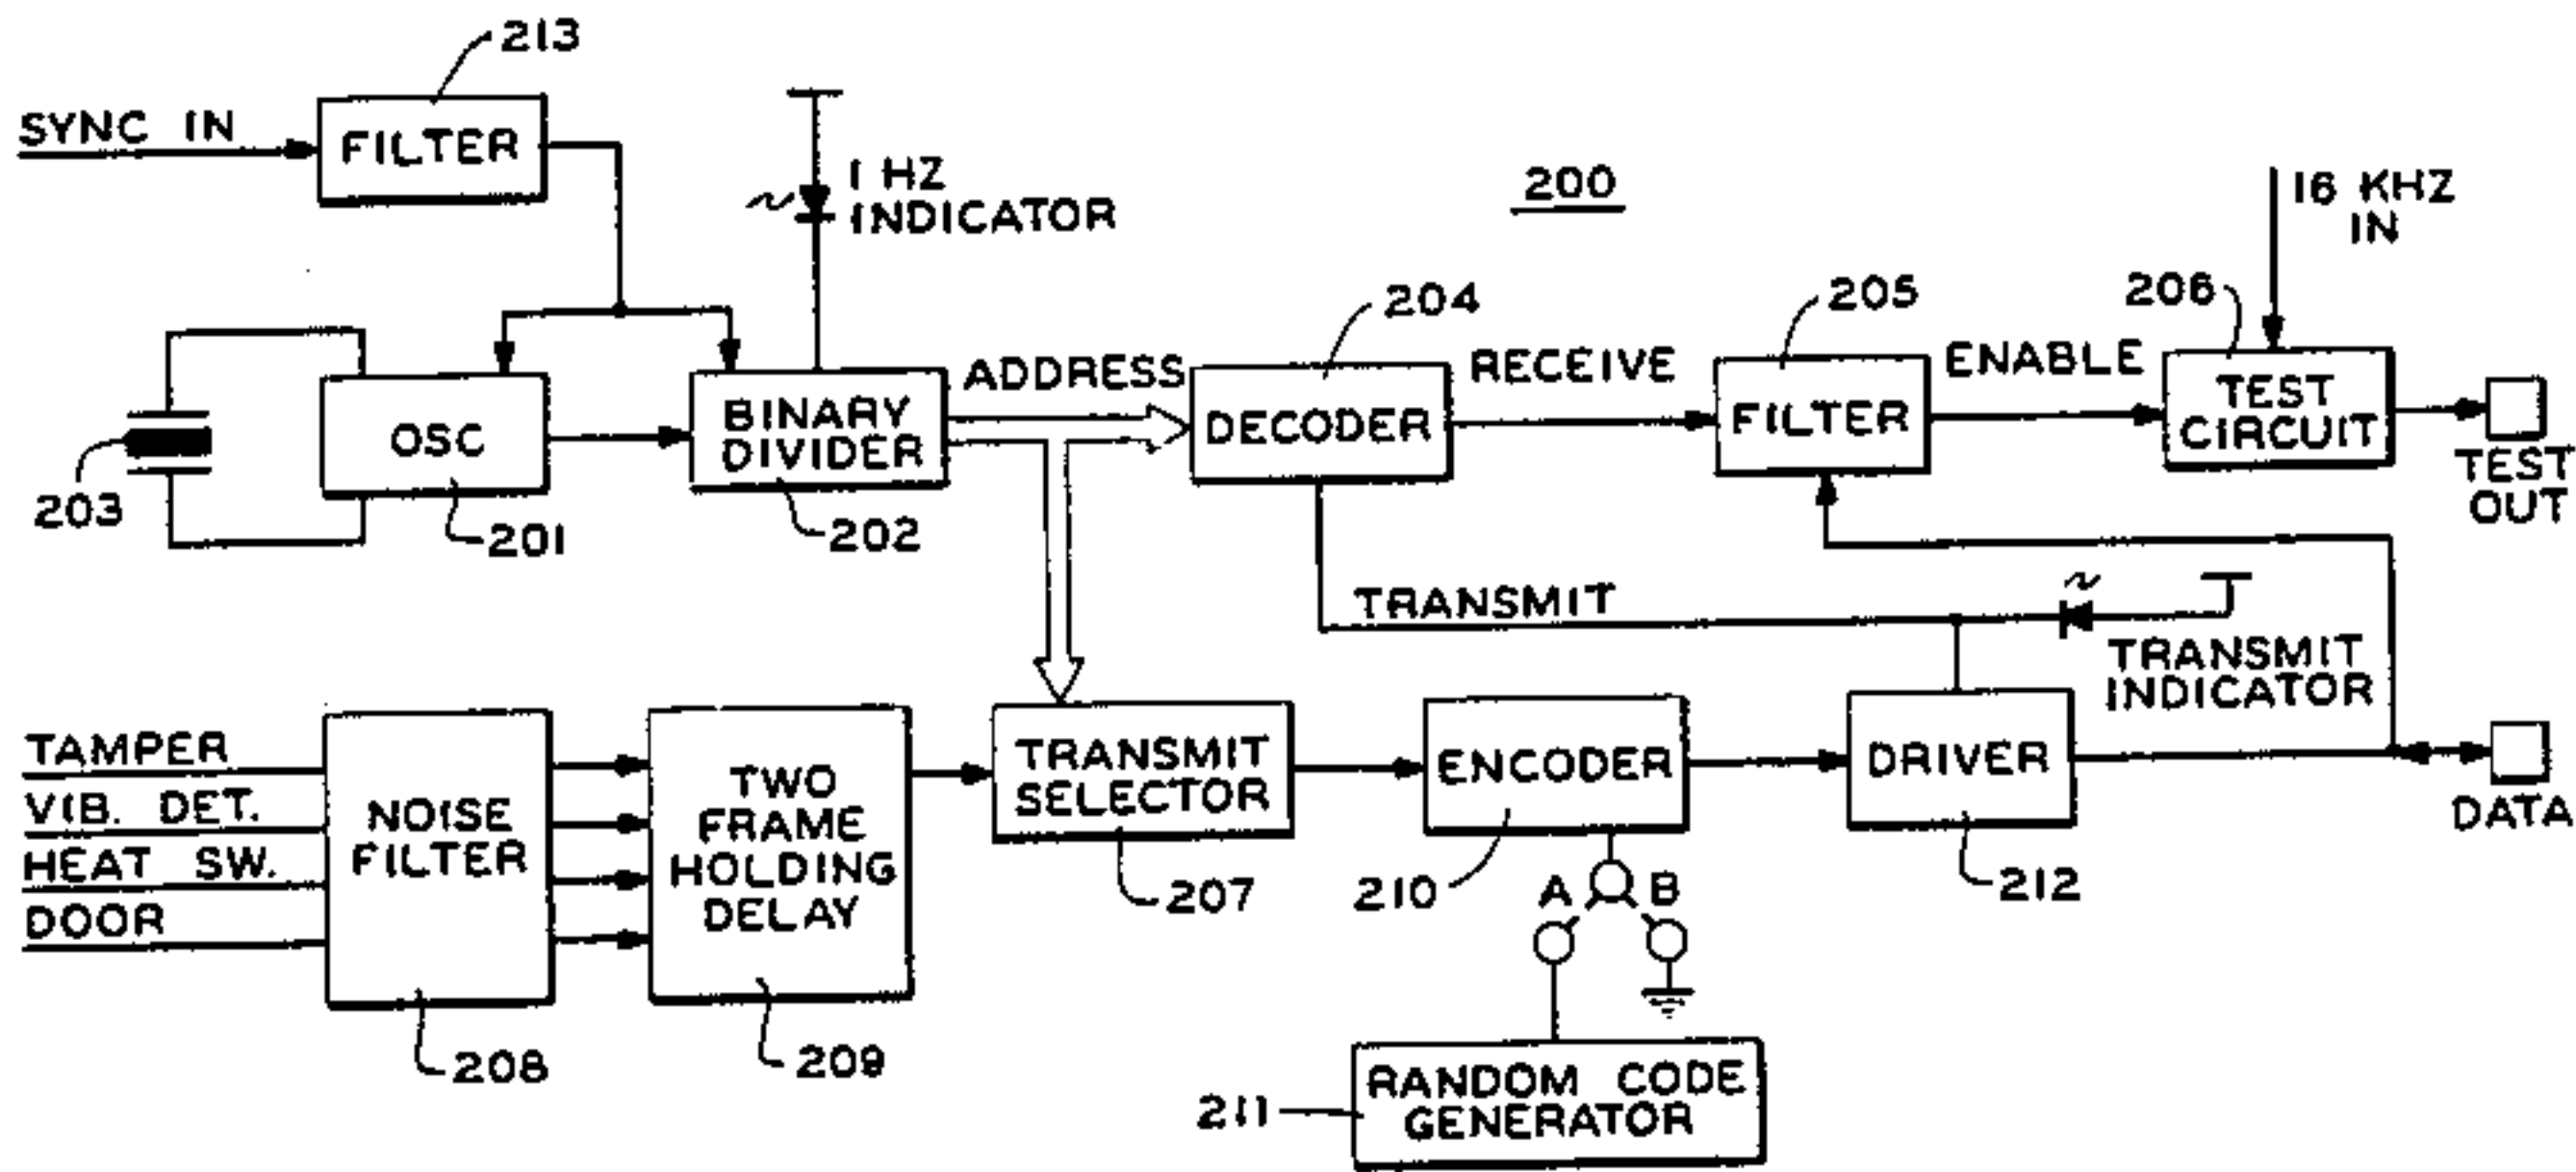 213
SYNC IN
FILTER
1 HZ
INDICATOR
200
16 KHZ
IN
204
205
206
ADDRESS
RECEIVE
ENABLE
OSC
BINARY
DIVIDER
DECODER
FILTER
TEST
CIRCUIT
TEST
OUT
203
201
202
TRANSMIT
TRANSMIT
INDICATOR
TAMPER
VIB. DET.
HEAT SW.
DOOR
NOISE
FILTER
TWO
FRAME
HOLDING
DELAY
TRANSMIT
SELECTOR
ENCODER
DRIVER
DATA
207
210
A
B
212
208
209
211
RANDOM CODE
GENERATOR